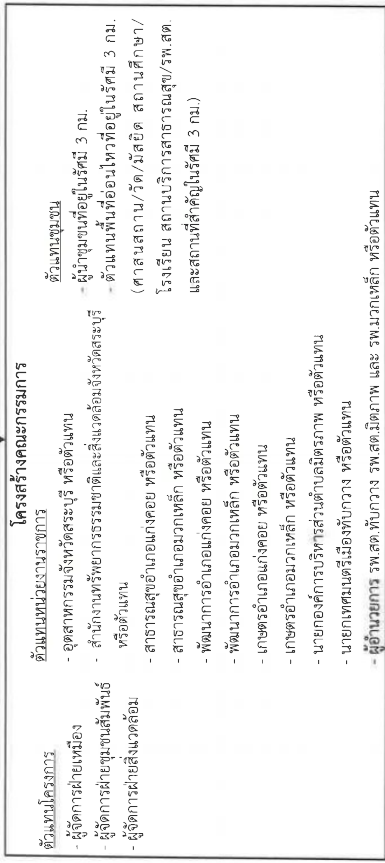 โครงสร้างคณะกรรมการ
ตัวแทนโครงการ
- ผู้จัดการฝ่ายเหมือง
- ผู้จัดการฝ่ายชุมชนสัมพันธ์
- ผู้จัดการฝ่ายสิ่งแวดล้อม
ตัวแทนหน่วยงานราชการ
- อุตสาหกรรมจังหวัดสระบุรี หรือตัวแทน
- สำนักงานทรัพยากรธรรมชาติและสิ่งแวดล้อมจังหวัดสระบุรี
หรือตัวแทน
- สาธารณสุขอำเภอแก่งคอย หรือตัวแทน
- สาธารณสุขอำเภอมวกเหล็ก หรือตัวแทน
- พัฒนาการอำเภอแก่งคอย หรือตัวแทน
- พัฒนาการอำเภอมวกเหล็ก หรือตัวแทน
- เกษตรอำเภอแก่งคอย หรือตัวแทน
- เกษตรอำเภอมวกเหล็ก หรือตัวแทน
- นายกองค์การบริหารส่วนตำบลมิตรภาพ หรือตัวแทน
- นายกเทศมนตรีเมืองทับกวาง หรือตัวแทน
- ผู้อำนวยการ รพ.สต.ทับกวาง รพ.สต.มิตภาพ และ รพ.มวกเหล็ก หรือตัวแทน
ตัวแทนชุมชน
- ผู้นำชุมชนที่อยู่ในรัศมี 3 กม.
- ตัวแทนพื้นที่อ่อนไหวที่อยู่ในรัศมี 3 กม.
(ศาสนสถาน/วัด/มัสยิด สถานศึกษา/
โรงเรียน สถานบริการสาธารณสุข/รพ.สต.
และสถานที่สำคัญในรัศมี 3 กม.)